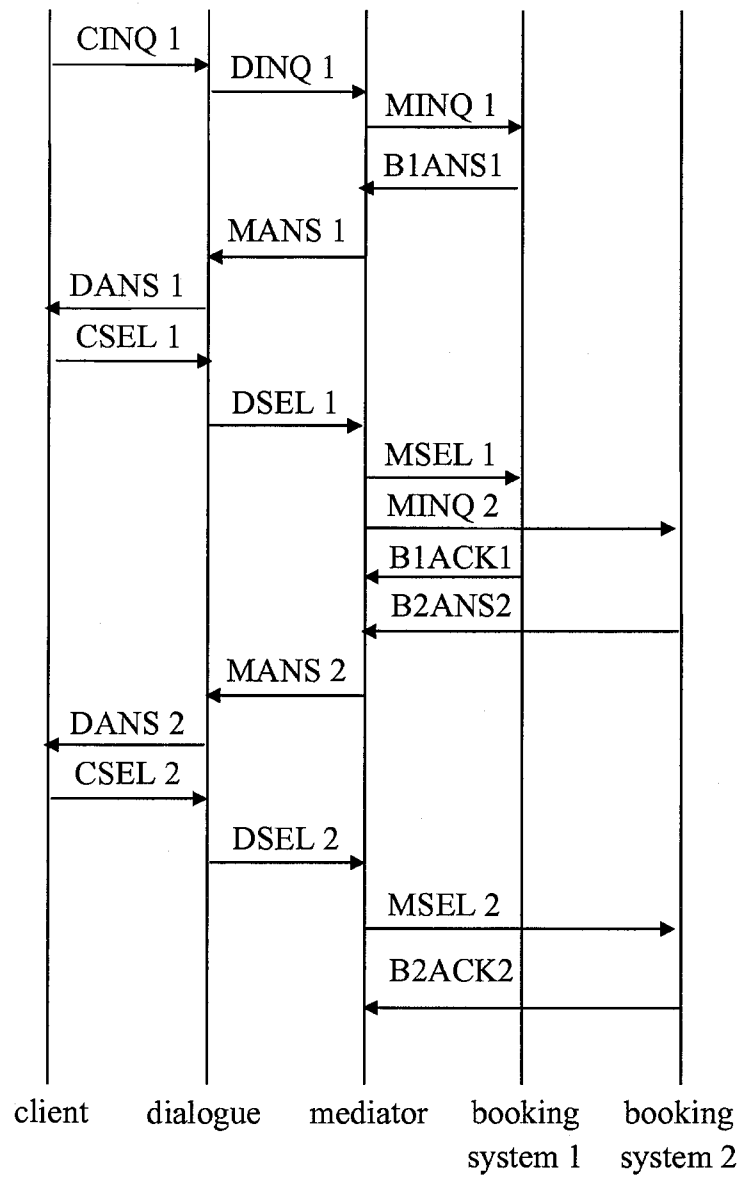 CINQ 1
DINQ 1
MINQ 1
B1ANS1
MANS 1
DANS 1
CSEL 1
DSEL 1
MSEL 1
MINQ 2
B1ACK1
B2ANS2
MANS 2
DANS 2
CSEL 2
DSEL 2
MSEL 2
B2ACK2
client dialogue mediator booking booking
system 1 system 2